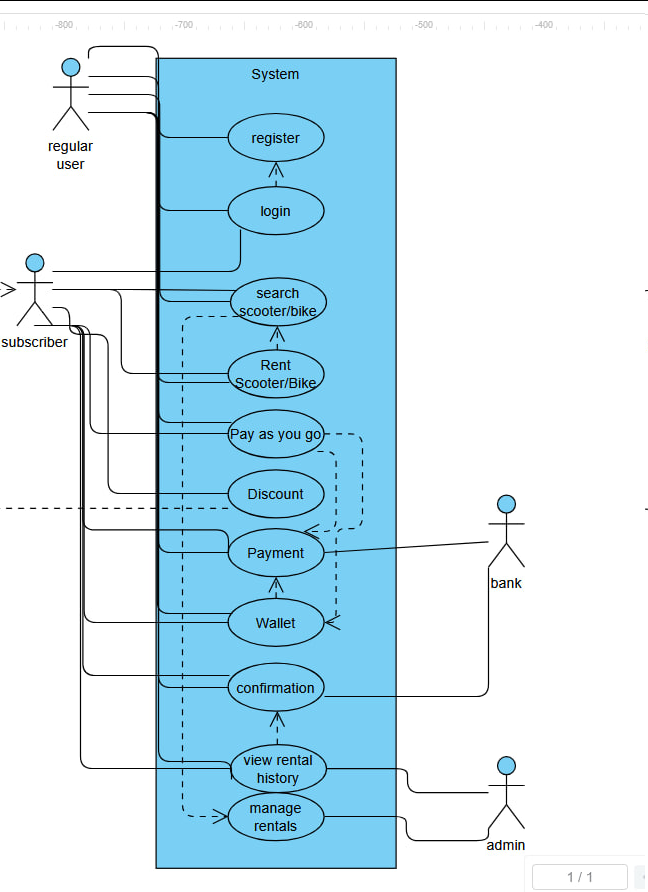 -800
-700
-600
-500
-400
System
regular
user
register
login
subscriber
search
scooter/bike
Rent
Scooter/Bike
Pay as you go
Discount
Payment
bank
Wallet
confirmation
view rental
history
manage
rentals
admin
1 / 1